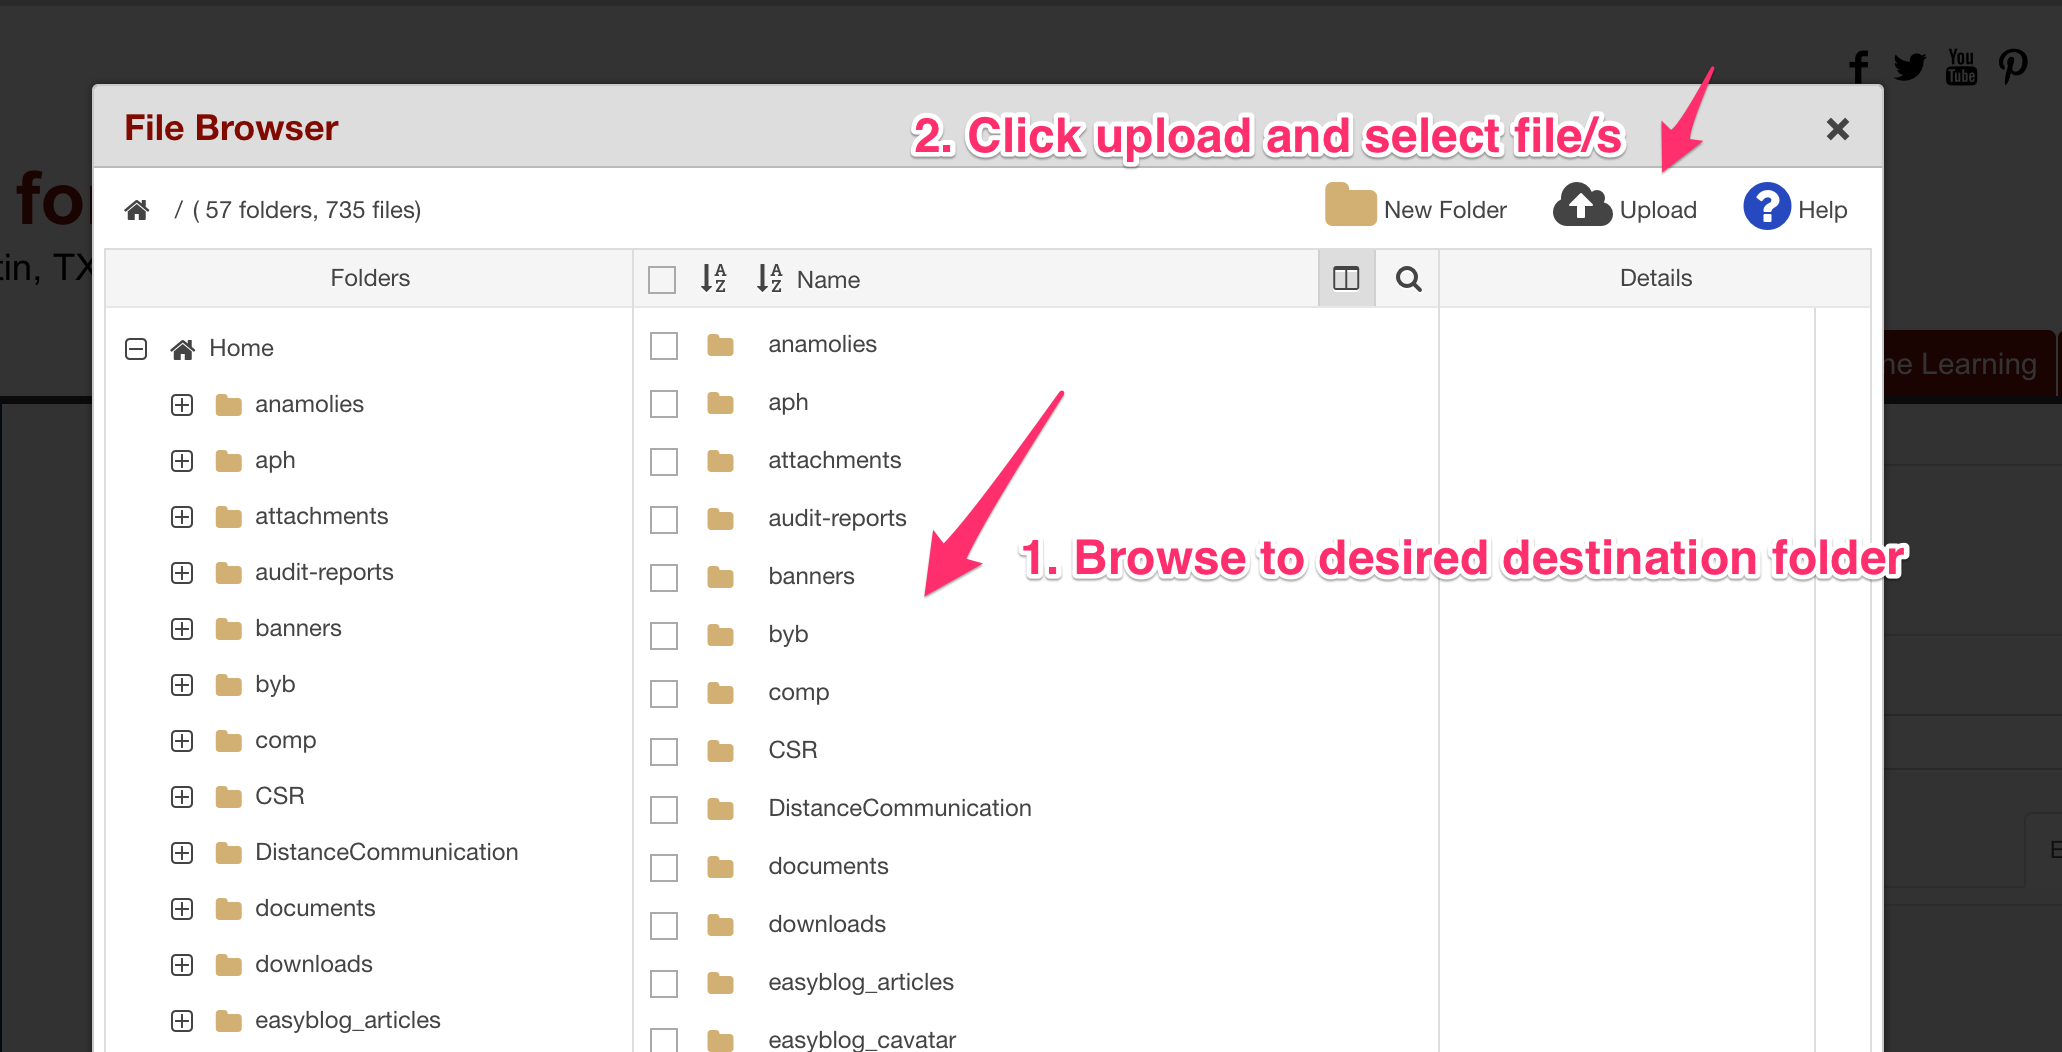 You
Tube
File Browser
2. Click upload and select file/s
for
/ ( 57 folders, 735 files)
New Folder
Upload
? Help
tin, TX
Folders
A
Z
A
Z
Name
Details
Home
anamolies
aph
attachments
audit-reports
banners
byb
comp
CSR
DistanceCommunication
documents
downloads
easyblog_articles
anamolies
aph
attachments
audit-reports
banners
byb
comp
CSR
DistanceCommunication
documents
downloads
easyblog_articles
easyblog_cavatar
1. Browse to desired destination folder
ne Learning
E